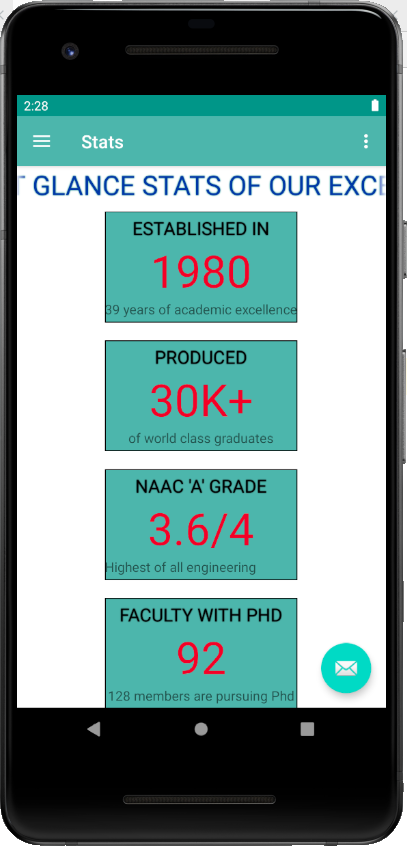 2:28
Stats
GLANCE STATS OF OUR
ESTABLISHED IN
1980
39 years of academic excellence
PRODUCED
30K+
of world class graduates
NAAC 'A' GRADE
3.6/4
Highest of all engineering
FACULTY WITH PHD
92
128 members are pursuing Phd